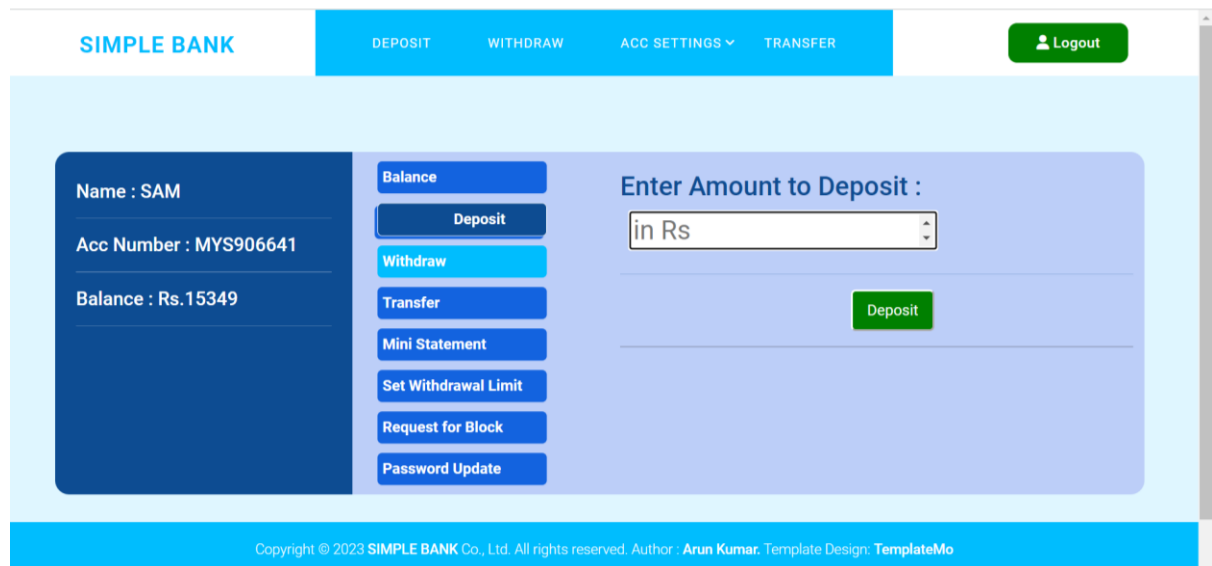 SIMPLE BANK
DEPOSIT WITHDRAW ACC SETTINGS TRANSFER
Logout
Name : SAM
Acc Number : MYS906641
Balance : Rs.15349
Balance
Deposit
Withdraw
Transfer
Mini Statement
Set Withdrawal Limit
Request for Block
Password Update
Enter Amount to Deposit :
in Rs
Deposit
Copyright © 2023 SIMPLE BANK Co., Ltd. All rights reserved. Author : Arun Kumar. Template Design: TemplateMo